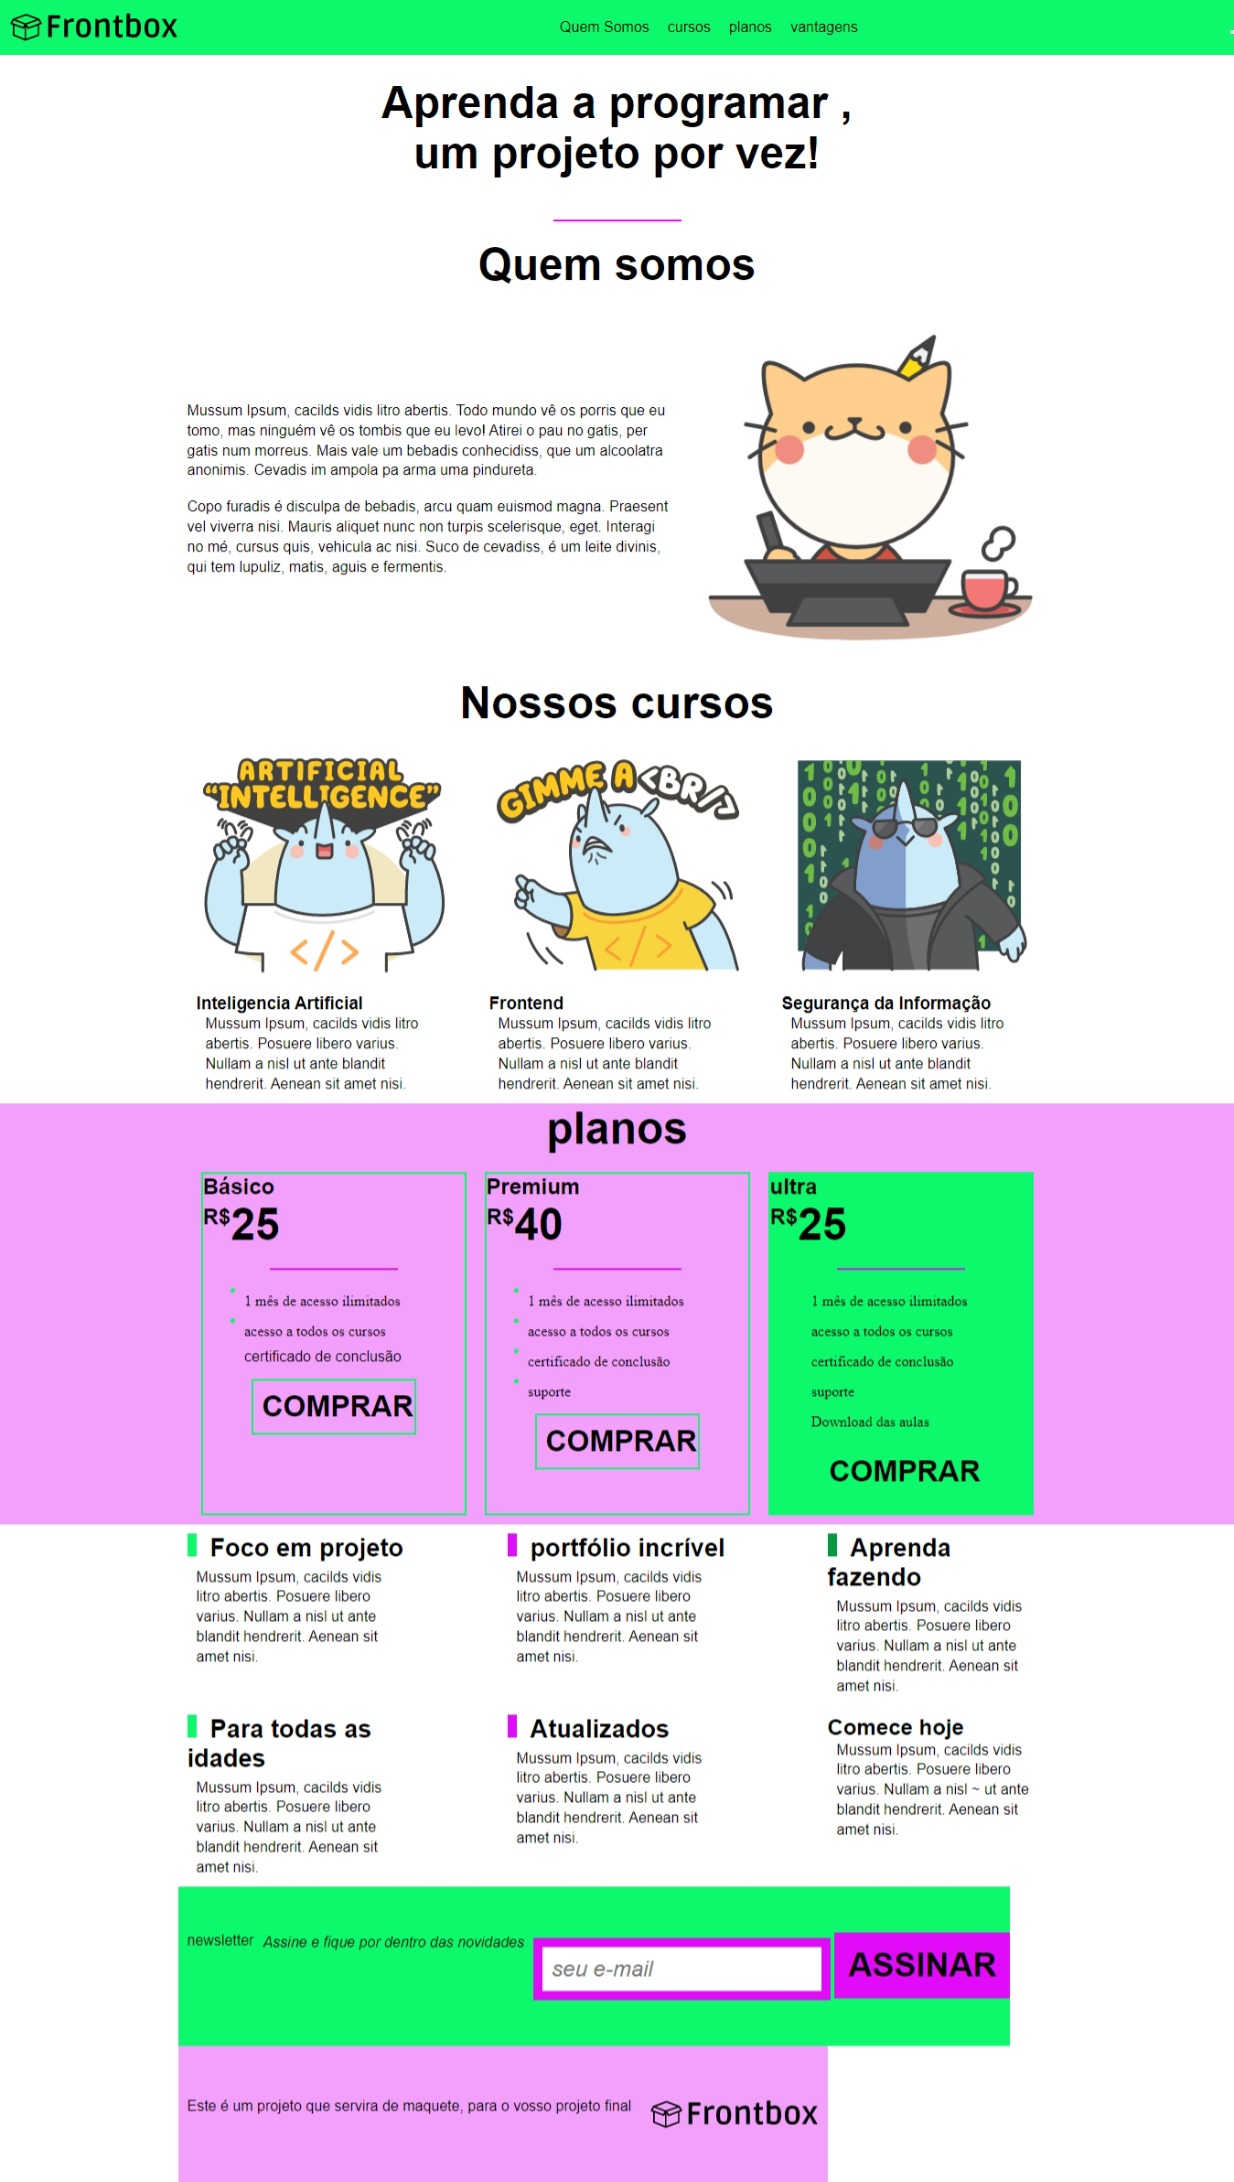 Frontbox
Quem Somos cursos planos vantagens
Aprenda a programar ,
um projeto por vez!
Quem somos
Mussum Ipsum, cacilds vidis litro abertis. Todo mundo vê os porris que eu
tomo, mas ninguém vê os tombis que eu levo! Atirei o pau no gatis, per
gatis num morreus. Mais vale um bebadis conhecidiss, que um alcoolatra
anonimis. Cevadis im ampola pa arma uma pindureta.
Copo furadis é disculpa de bebadis, arcu quam euismod magna. Praesent
vel viverra nisi. Mauris aliquet nunc non turpis scelerisque, eget. Interagi
no mé, cursus quis, vehicula ac nisi. Suco de cevadiss, é um leite divinis,
qui tem lupuliz, matis, aguis e fermentis.
Nossos cursos
ARTIFICIAL
"INTELLIGENCE"
</>
Inteligencia Artificial
Mussum Ipsum, cacilds vidis litro
abertis. Posuere libero varius.
Nullam a nisl ut ante blandit
hendrerit. Aenean sit amet nisi.
GIMME A <BR/>
</>
Frontend
Mussum Ipsum, cacilds vidis litro
abertis. Posuere libero varius.
Nullam a nisl ut ante blandit
hendrerit. Aenean sit amet nisi.
Segurança da Informação
Mussum Ipsum, cacilds vidis litro
abertis. Posuere libero varius.
Nullam a nisl ut ante blandit
hendrerit. Aenean sit amet nisi.
planos
Básico
R$25
1 mês de acesso ilimitados
acesso a todos os cursos
certificado de conclusão
COMPRAR
Premium
R$40
1 mês de acesso ilimitados
acesso a todos os cursos
certificado de conclusão
suporte
COMPRAR
ultra
R$25
1 mês de acesso ilimitados
acesso a todos os cursos
certificado de conclusão
suporte
Download das aulas
COMPRAR
Foco em projeto
Mussum Ipsum, cacilds vidis
litro abertis. Posuere libero
varius. Nullam a nisl ut ante
blandit hendrerit. Aenean sit
amet nisi.
portfólio incrível
Mussum Ipsum, cacilds vidis
litro abertis. Posuere libero
varius. Nullam a nisl ut ante
blandit hendrerit. Aenean sit
amet nisi.
Aprenda
fazendo
Mussum Ipsum, cacilds vidis
litro abertis. Posuere libero
varius. Nullam a nisl ut ante
blandit hendrerit. Aenean sit
amet nisi.
Para todas as
idades
Mussum Ipsum, cacilds vidis
litro abertis. Posuere libero
varius. Nullam a nisl ut ante
blandit hendrerit. Aenean sit
amet nisi.
Atualizados
Mussum Ipsum, cacilds vidis
litro abertis. Posuere libero
varius. Nullam a nisl ut ante
blandit hendrerit. Aenean sit
amet nisi.
Comece hoje
Mussum Ipsum, cacilds vidis
litro abertis. Posuere libero
varius. Nullam a nisl ~ ut ante
blandit hendrerit. Aenean sit
amet nisi.
newsletter Assine e fique por dentro das novidades
seu e-mail
ASSINAR
Este é um projeto que servira de maquete, para o vosso projeto final
Frontbox